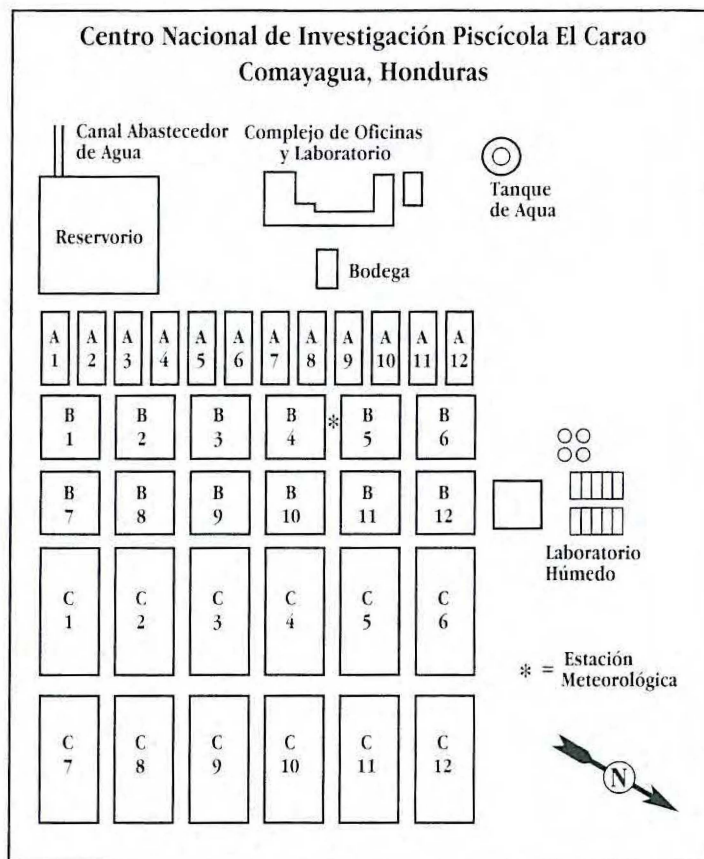 Centro Nacional de Investigación Piscícola El Carao
Comayagua, Honduras
Canal Abastecedor
de Agua
Complejo de Oficinas
y Laboratorio
Tanque
de Aqua
Reservorio
Bodega
A A A A A A A A A A A A
1 2 3 4 5 6 7 8 9 10 11 12
B B B B * B B
1 2 3 4 5 6
B B B B B B
7 8 9 10 11 12
Laboratorio
Húmedo
C C C C C C
1 2 3 4 5 6
* = Estación
Meteorológica
C C C C C C
7 8 9 10 11 12
N